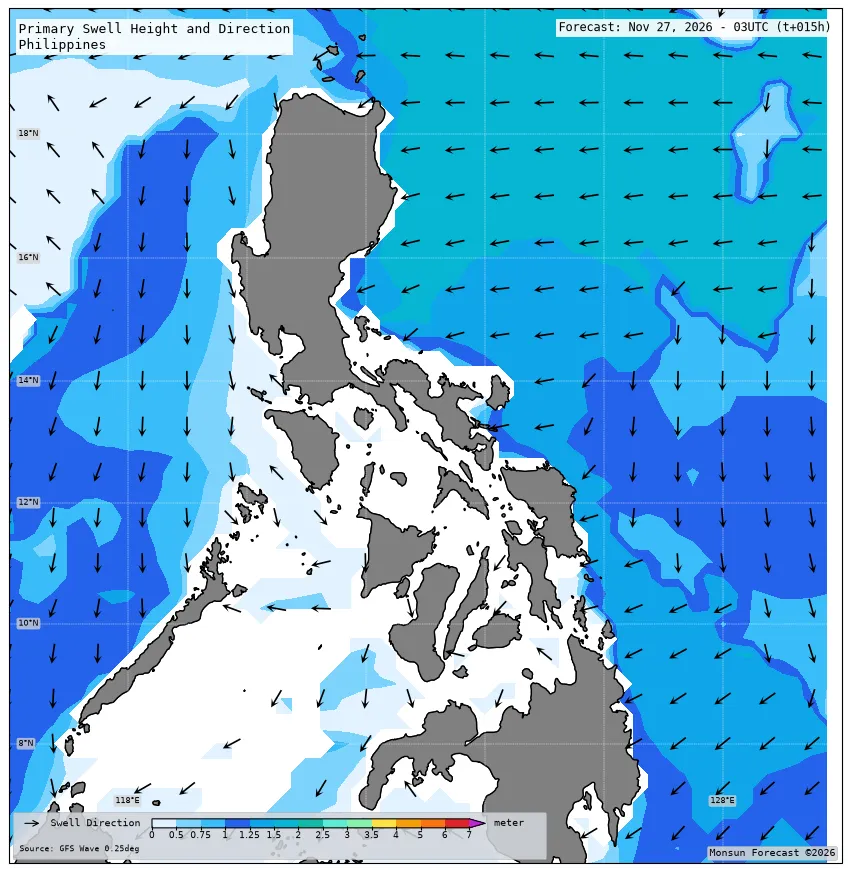 Primary Swell Height and Direction
Philippines
Forecast: Nov 27, 2026 - 03UTC (t+015h)
18°N
16°N
14°N
12°N
10°N
8°N
118°E
128°E
Swell Direction
0 0.5 0.75 1 1.25 1.5 2 2.5 3 3.5 4 5 6 7
meter
Source: GFS Wave 0.25deg
Monsun Forecast ©2026